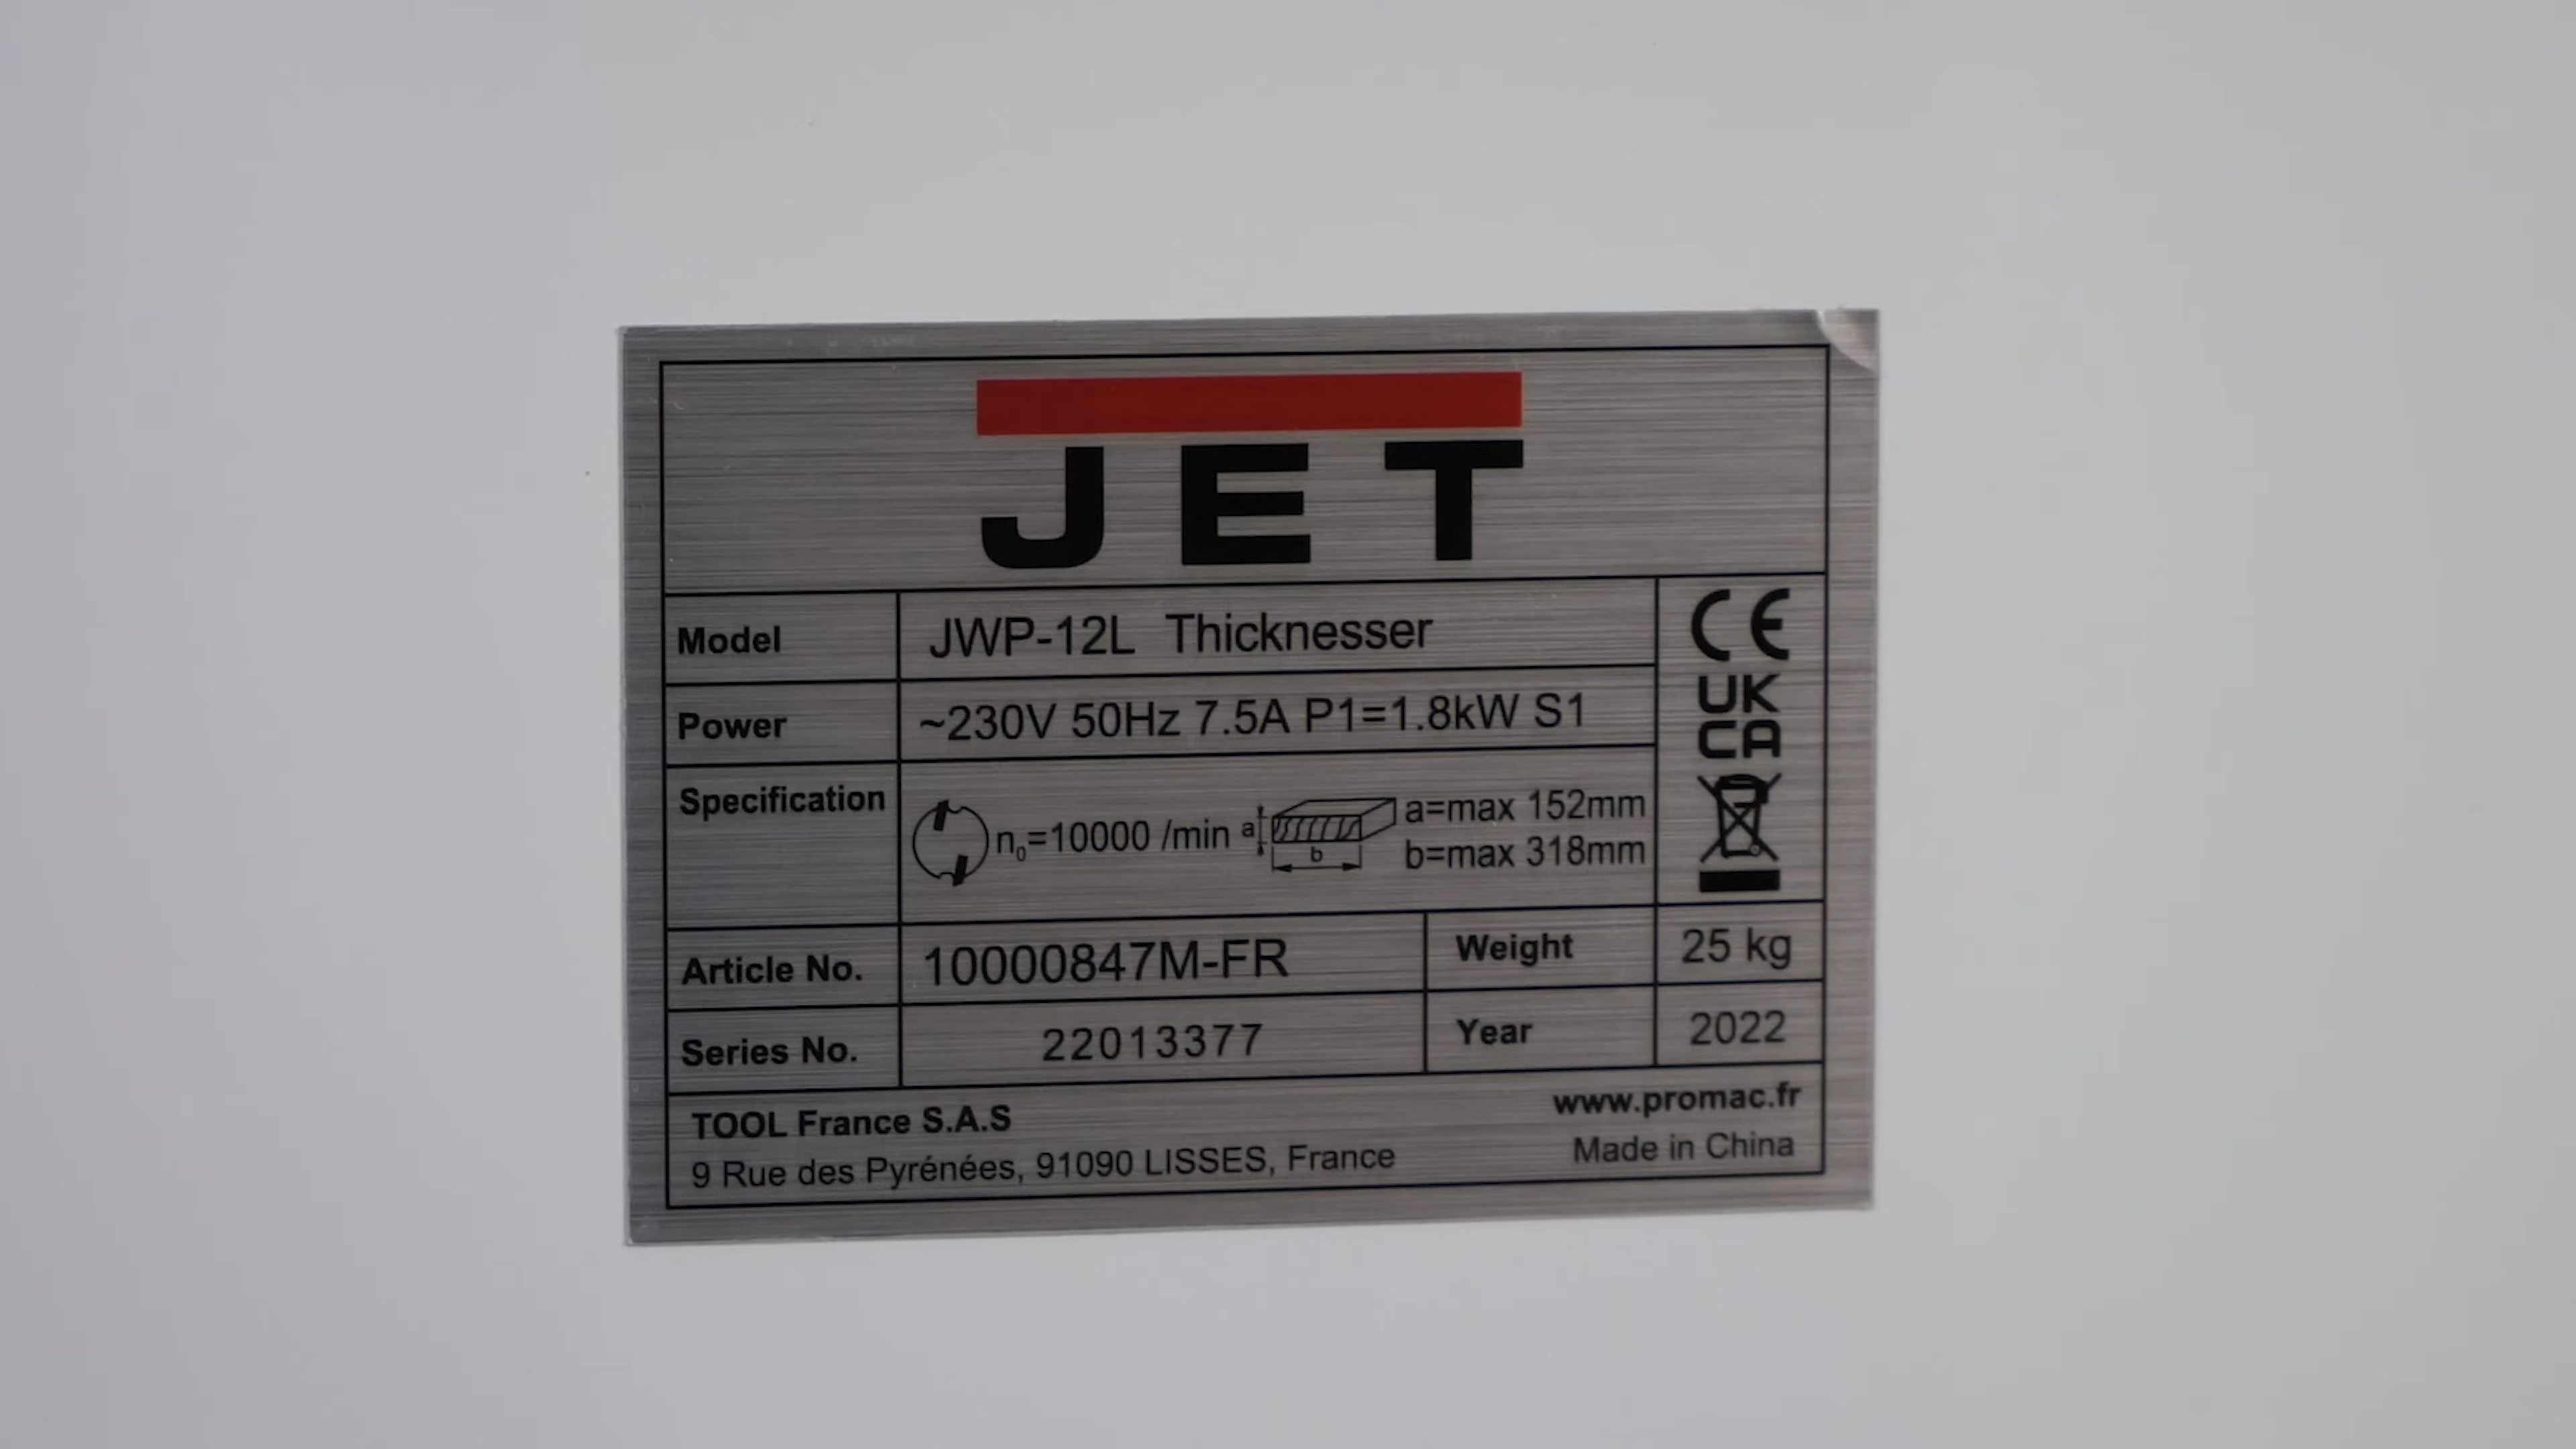 JET
Model JWP-12L Thicknesser CE
Power ~230V 50Hz 7.5A P1=1.8kW S1 UK
CA
Specification n₀=10000 /min a b a=max 152mm
b=max 318mm
Article No. 10000847M-FR Weight 25 kg
Series No. 22013377 Year 2022
TOOL France S.A.S www.promac.fr
9 Rue des Pyrénées, 91090 LISSES, France Made in China